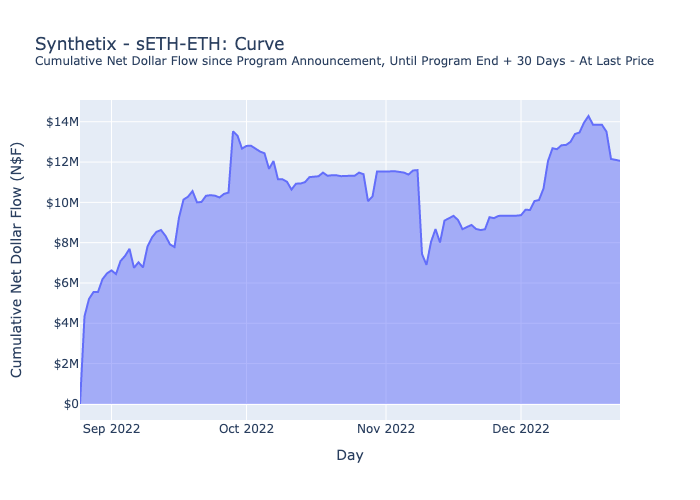 Synthetix - sETH-ETH: Curve
Cumulative Net Dollar Flow since Program Announcement, Until Program End + 30 Days - At Last Price
Cumulative Net Dollar Flow (N$F)
$14M
$12M
$10M
$8M
$6M
$4M
$2M
$0
Sep 2022
Oct 2022
Nov 2022
Dec 2022
Day